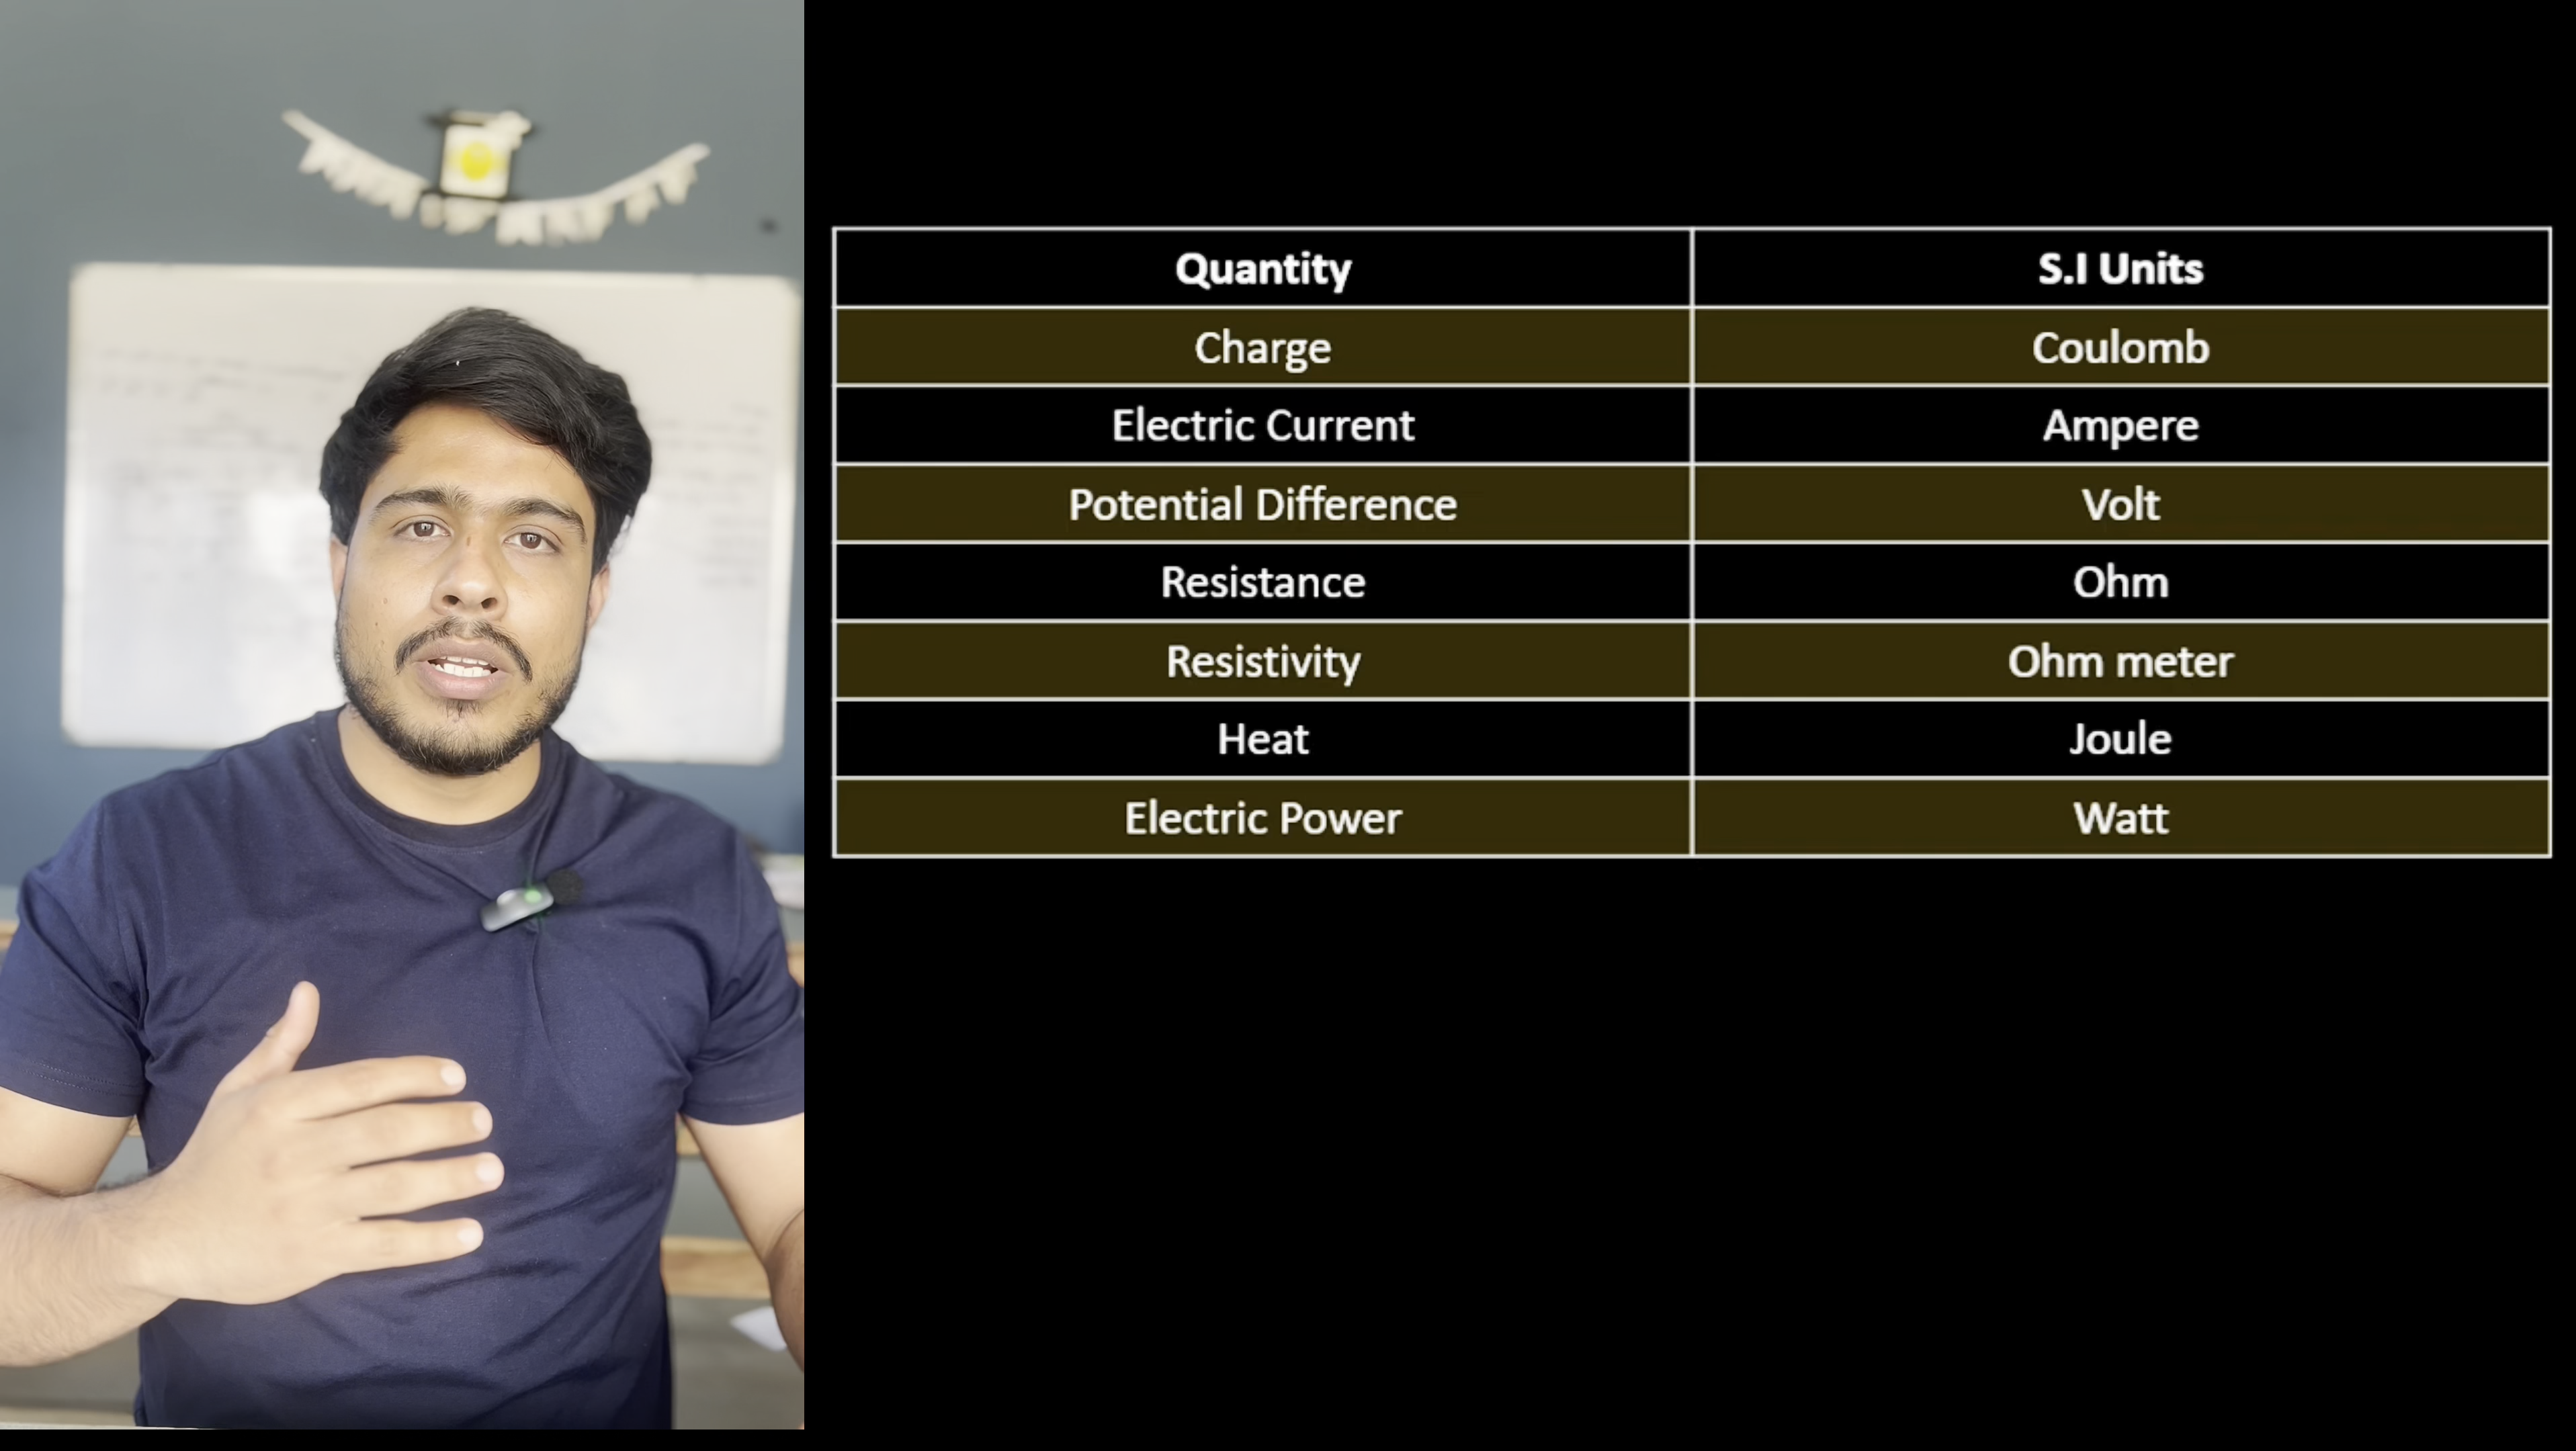 Quantity S.I Units
Charge Coulomb
Electric Current Ampere
Potential Difference Volt
Resistance Ohm
Resistivity Ohm meter
Heat Joule
Electric Power Watt